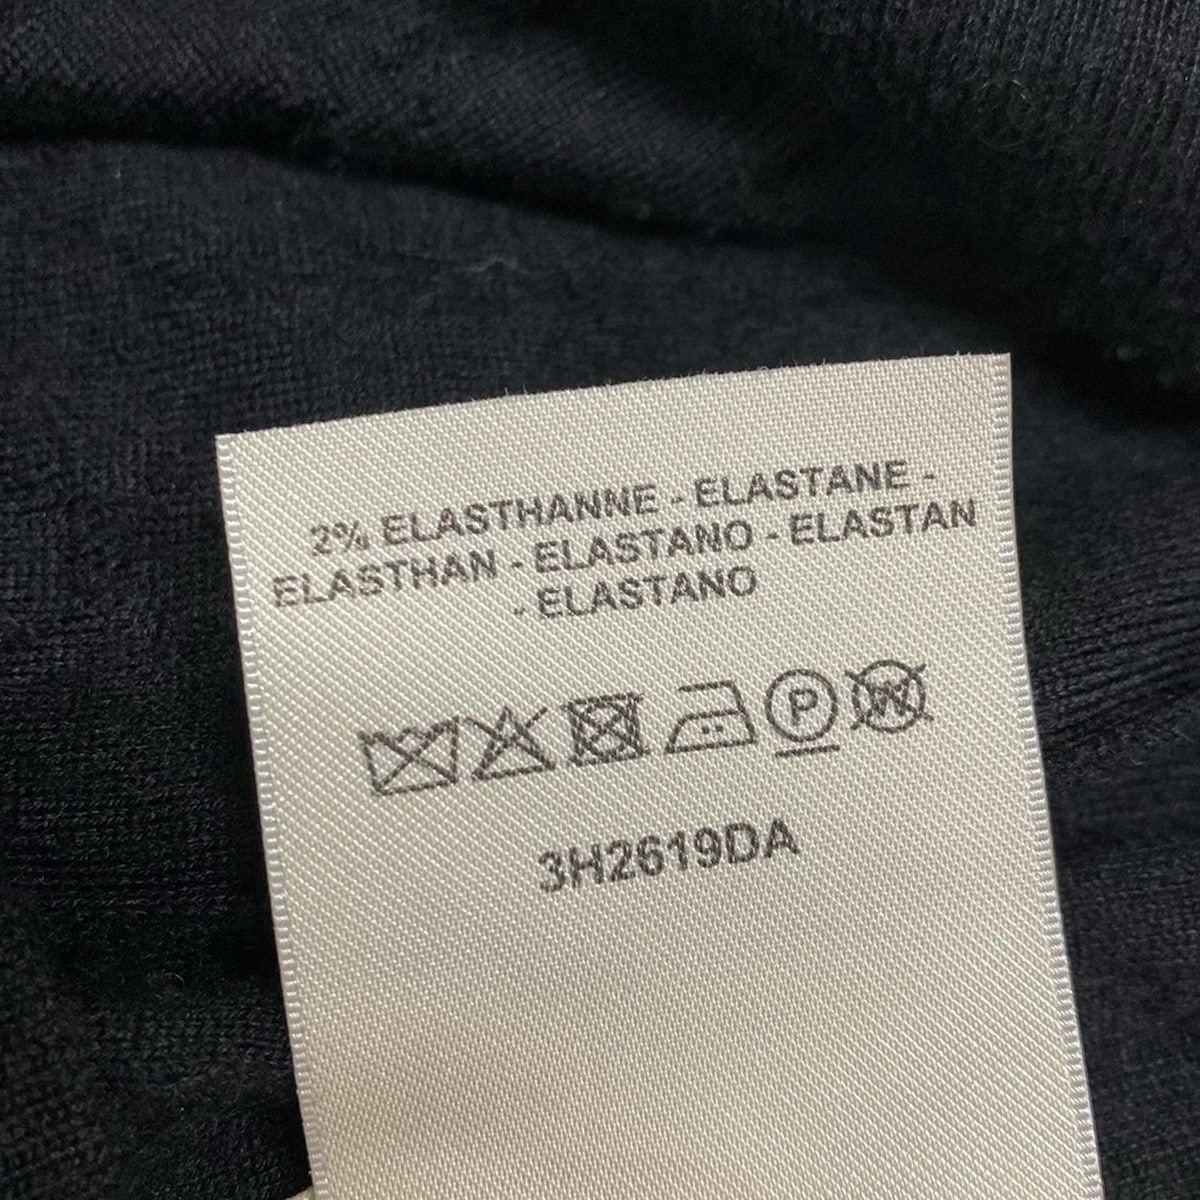 2% ELASTHANNE - ELASTANE -
ELASTHAN - ELASTANO - ELASTAN
- ELASTANO
P W
3H2619DA